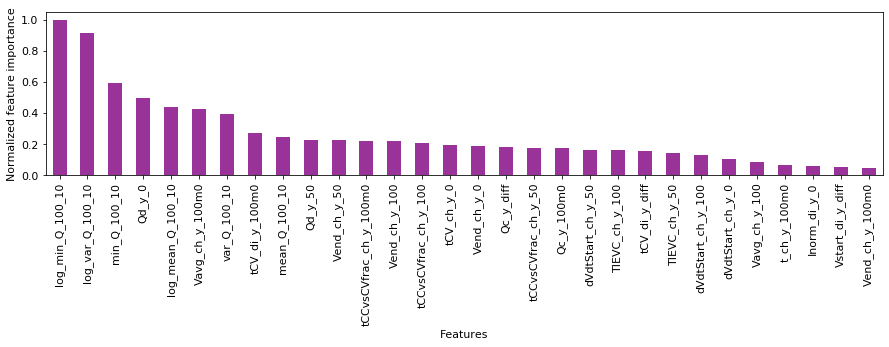 Normalized feature importance
1.0
0.8
0.6
0.4
0.2
0.0
log_min_Q_100_10
log_var_Q_100_10
min_Q_100_10
Qd_y_0
log_mean_Q_100_10
Vavg_ch_y_100m0
var_Q_100_10
tCV_di_y_100m0
mean_Q_100_10
Qd_y_50
Vend_ch_y_50
tCCvsCVfrac_ch_y_100m0
Vend_ch_y_100
tCCvsCVfrac_ch_y_100
tCV_ch_y_0
Vend_ch_y_0
Qc_y_diff
tCCvsCVfrac_ch_y_50
Qc_y_100m0
dVdtStart_ch_y_50
TIEVC_ch_y_100
tCV_di_y_diff
TIEVC_ch_y_50
dVdtStart_ch_y_100
dVdtStart_ch_y_0
Vavg_ch_y_100
t_ch_y_100m0
Inorm_di_y_0
Vstart_di_y_diff
Vend_ch_y_100m0
Features